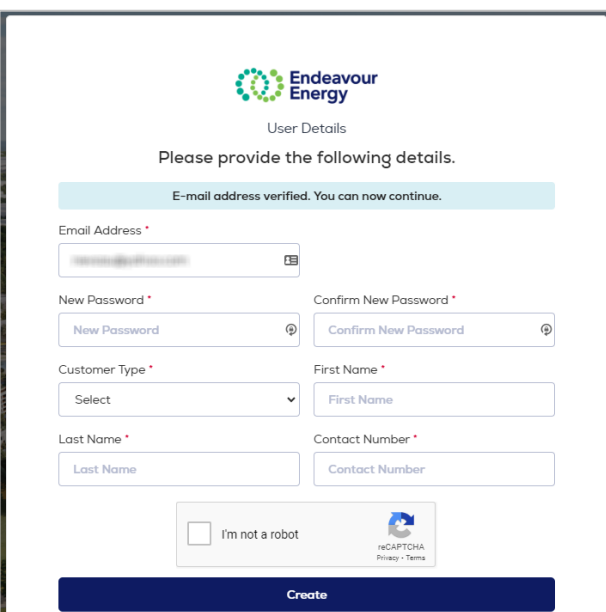 Endeavour
Energy
User Details
Please provide the following details.
E-mail address verified. You can now continue.
Email Address *
New Password * Confirm New Password *
New Password Confirm New Password
Customer Type * First Name *
Select First Name
Last Name * Contact Number *
Last Name Contact Number
I'm not a robot
reCAPTCHA
Privacy - Terms
Create